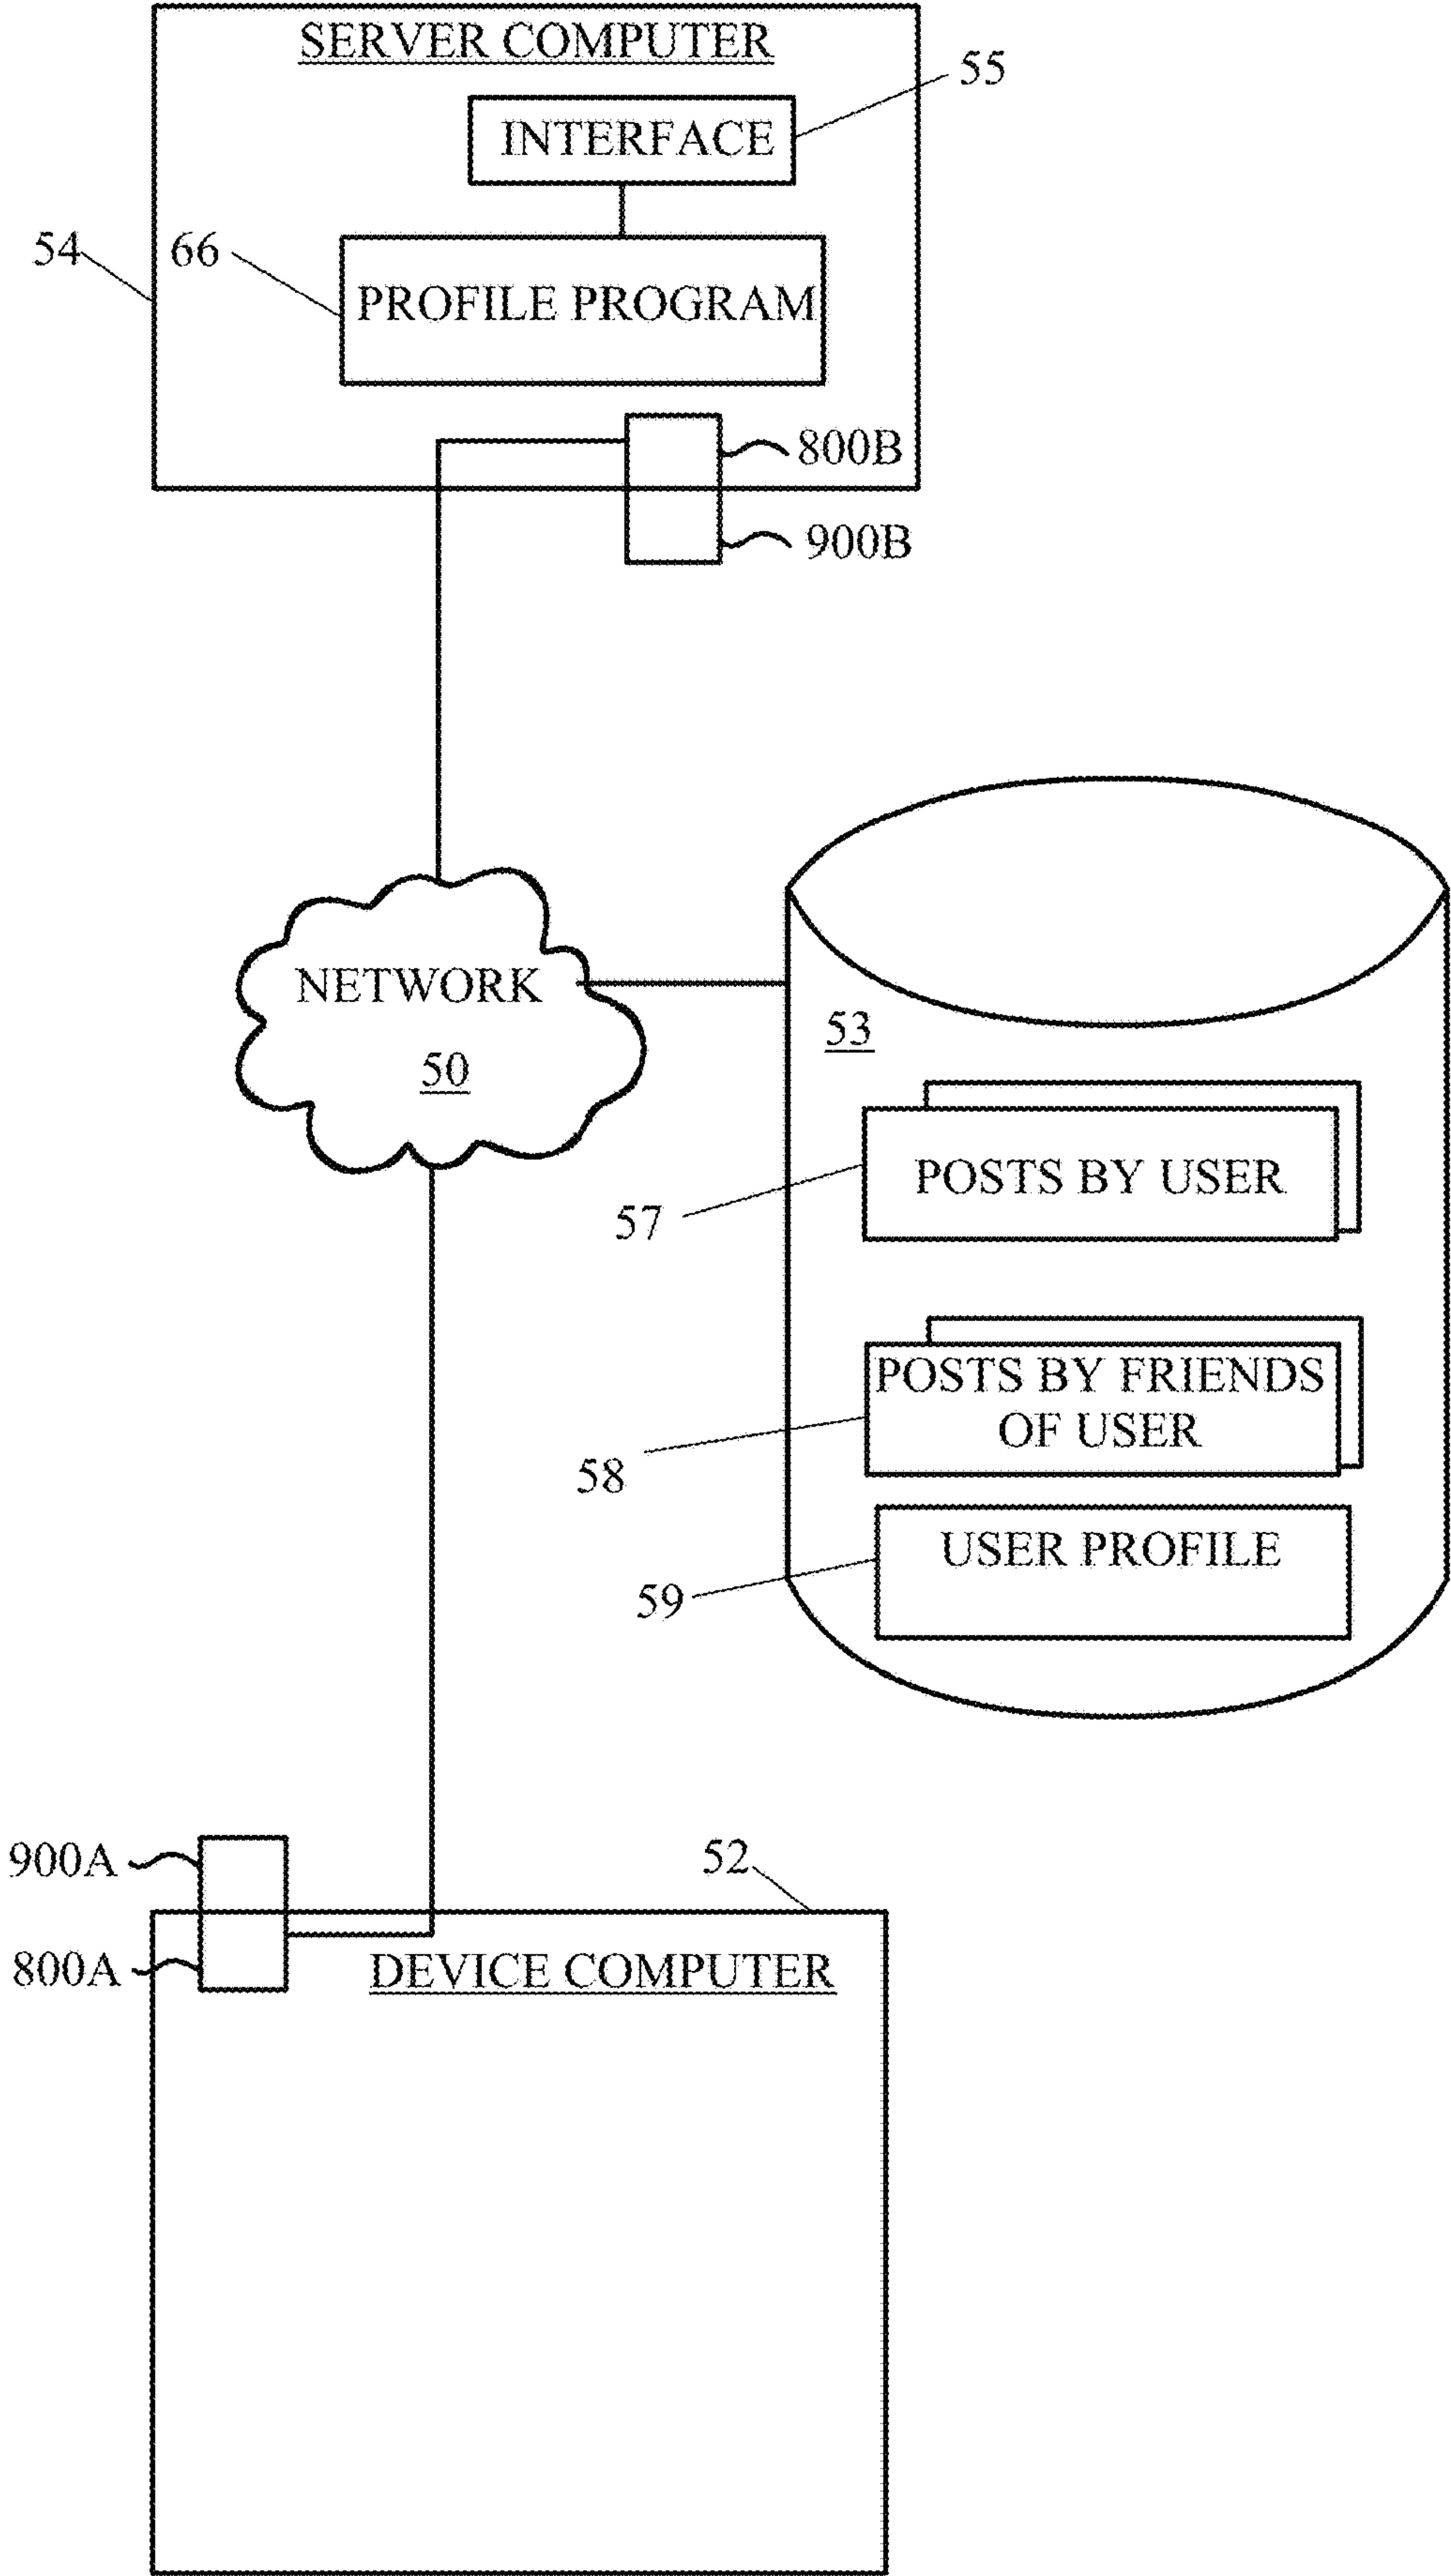 SERVER COMPUTER
55
INTERFACE
54
66
PROFILE PROGRAM
800B
900B
NETWORK
50
53
POSTS BY USER
57
POSTS BY FRIENDS
OF USER
58
USER PROFILE
59
900A
52
800A
DEVICE COMPUTER